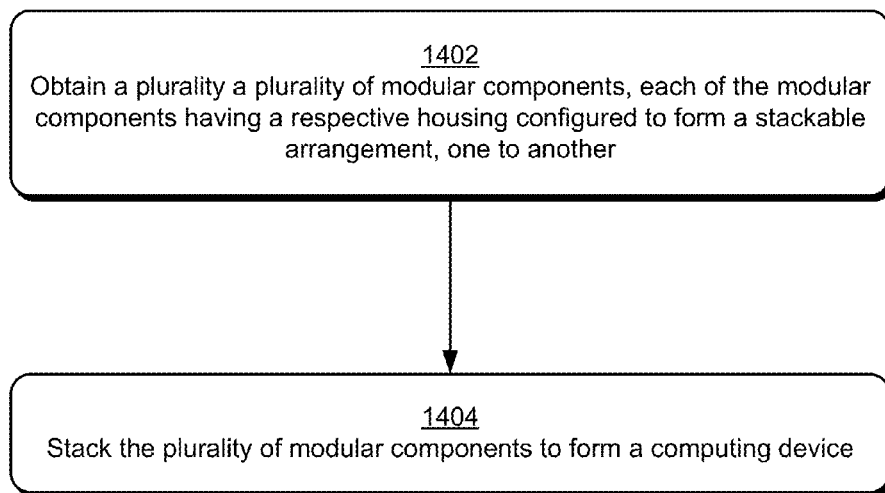 1402
Obtain a plurality a plurality of modular components, each of the modular
components having a respective housing configured to form a stackable
arrangement, one to another
1404
Stack the plurality of modular components to form a computing device